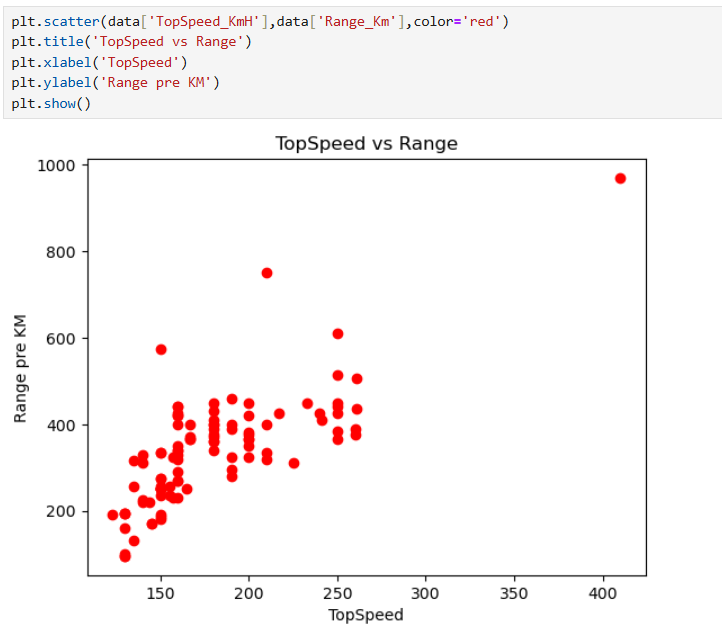 plt.scatter(data['TopSpeed_KmH'],data['Range_Km'],color='red')
plt.title('TopSpeed vs Range')
plt.xlabel('TopSpeed')
plt.ylabel('Range pre KM')
plt.show()
TopSpeed vs Range
1000
800
600
400
200
Range pre KM
150 200 250 300 350 400
TopSpeed